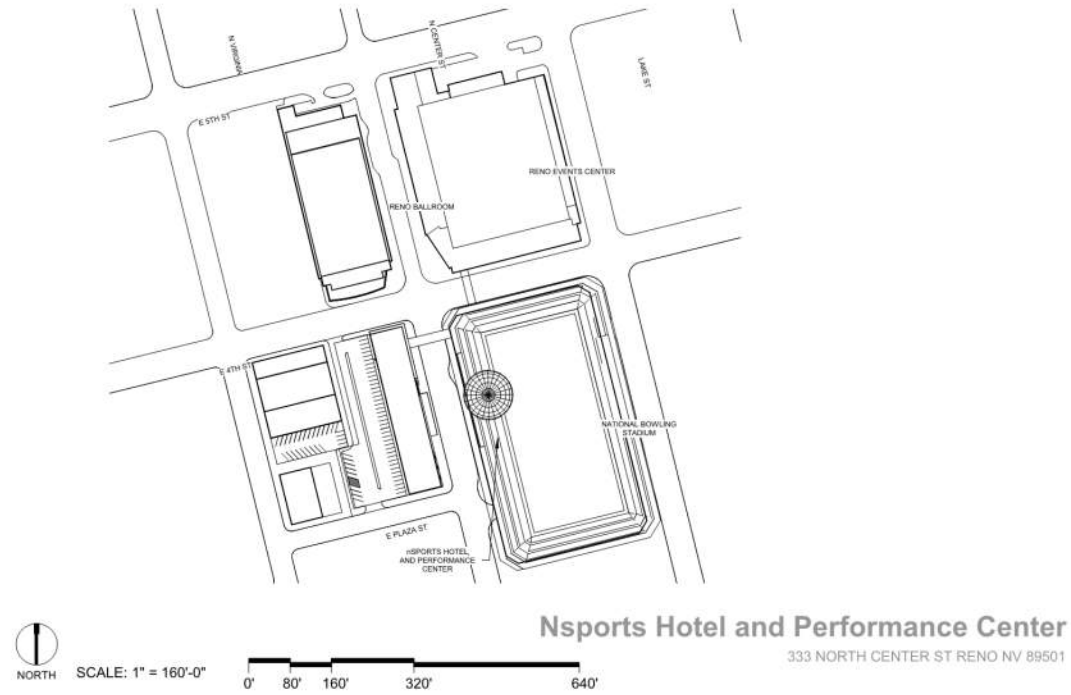 N VIRGINIA
N CENTER ST
LAKE ST
E 5TH ST
RENO EVENTS CENTER
RENO BALLROOM
E 4TH ST
NATIONAL BOWLING
STADIUM
E PLAZA ST
nSPORTS HOTEL
AND PERFORMANCE
CENTER
Nsports Hotel and Performance Center
333 NORTH CENTER ST RENO NV 89501
NORTH
SCALE: 1" = 160'-0"
0' 80' 160' 320' 640'